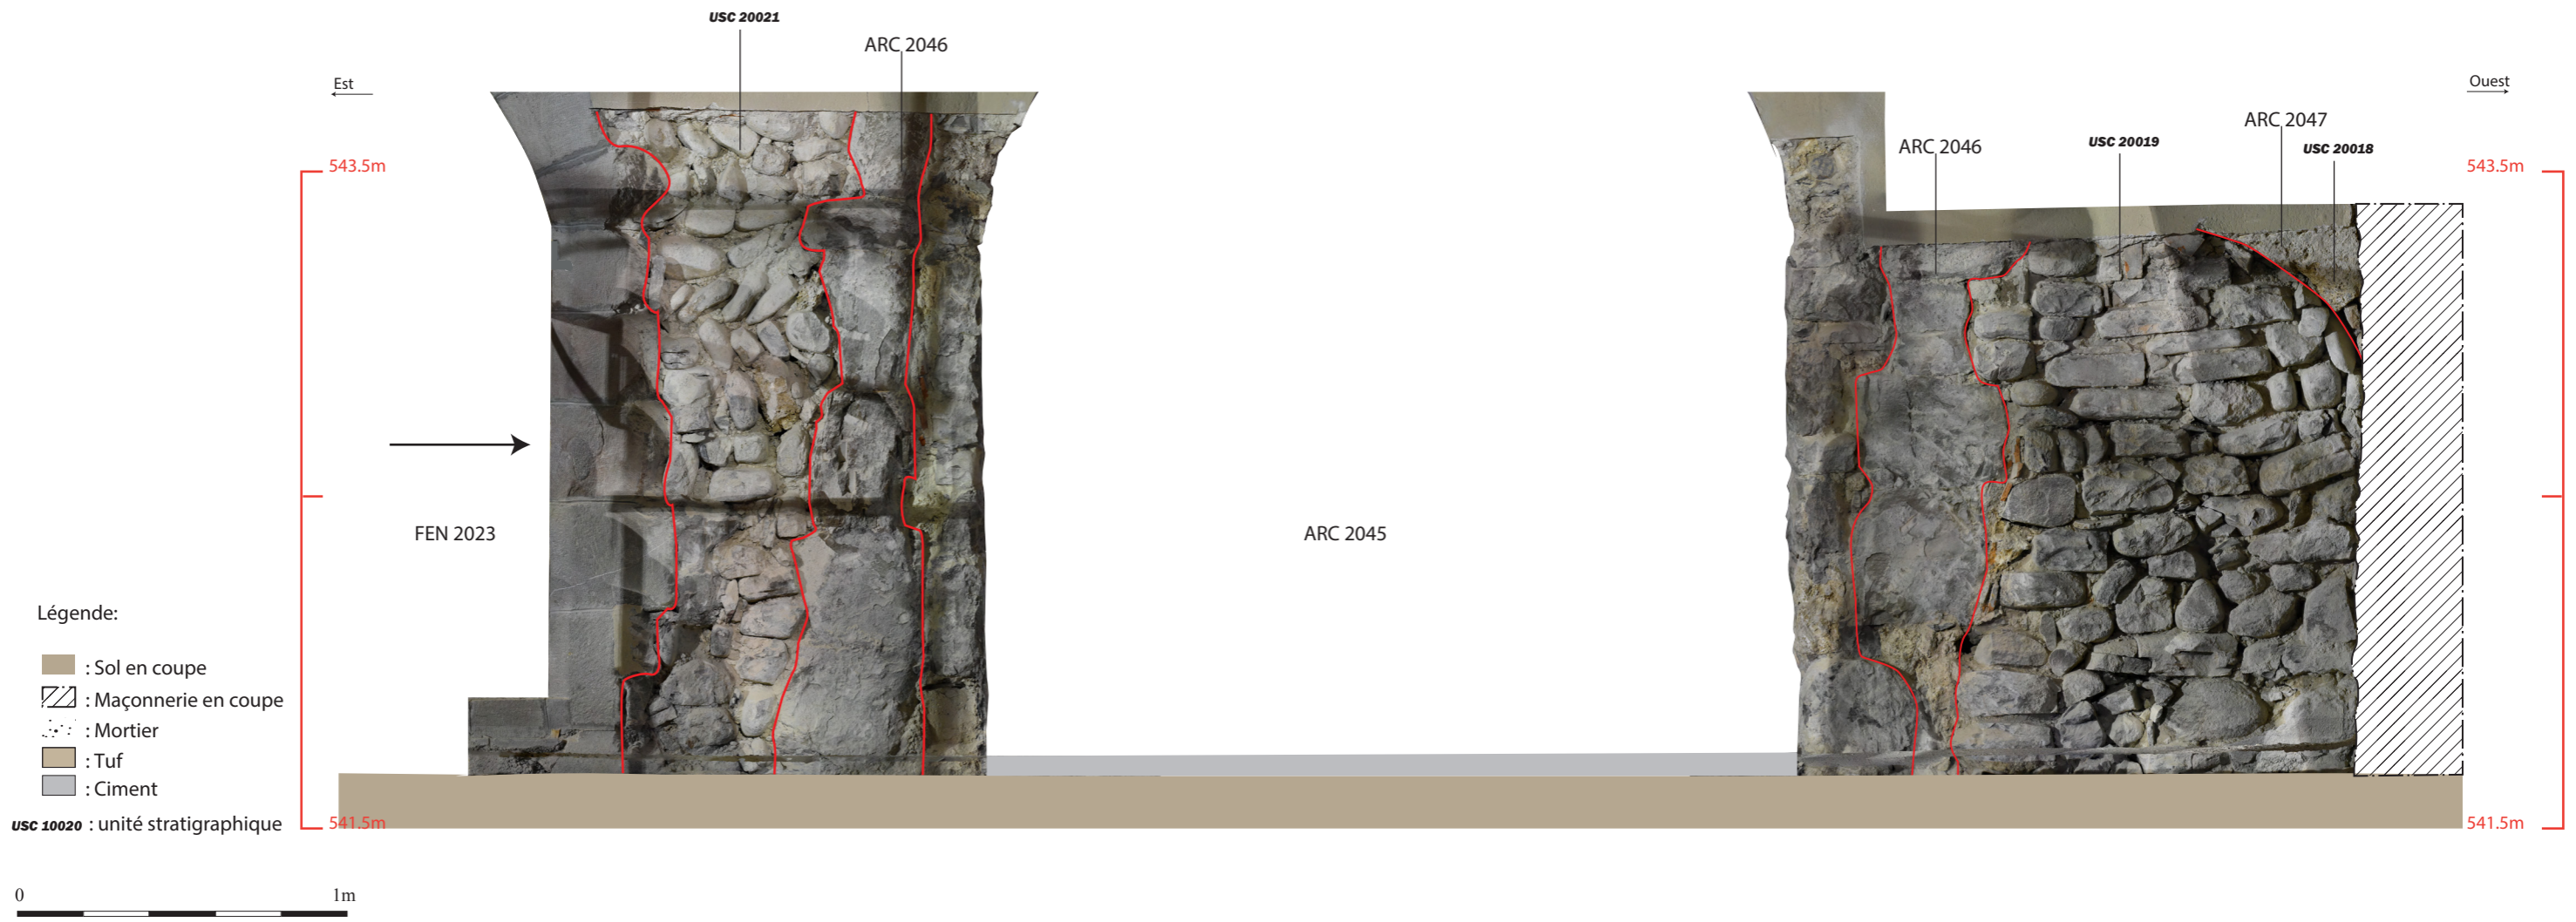 USC 20021
ARC 2046
Est
Ouest
ARC 2047
ARC 2046
USC 20019
USC 20018
543.5m
543.5m
FEN 2023
ARC 2045
Légende:
: Sol en coupe
: Maçonnerie en coupe
: Mortier
: Tuf
: Ciment
USC 10020 : unité stratigraphique
541.5m
541.5m
0 1m